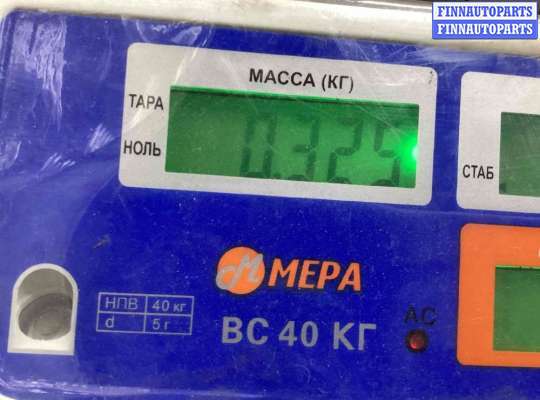 FINNAUTOPARTS
FINNAUTOPARTS
МАССА (КГ)
ТАРА
НОЛЬ
0.325
СТАБ
МЕРА
НПВ 40 кг
d 5 г
ВС 40 КГ
АС